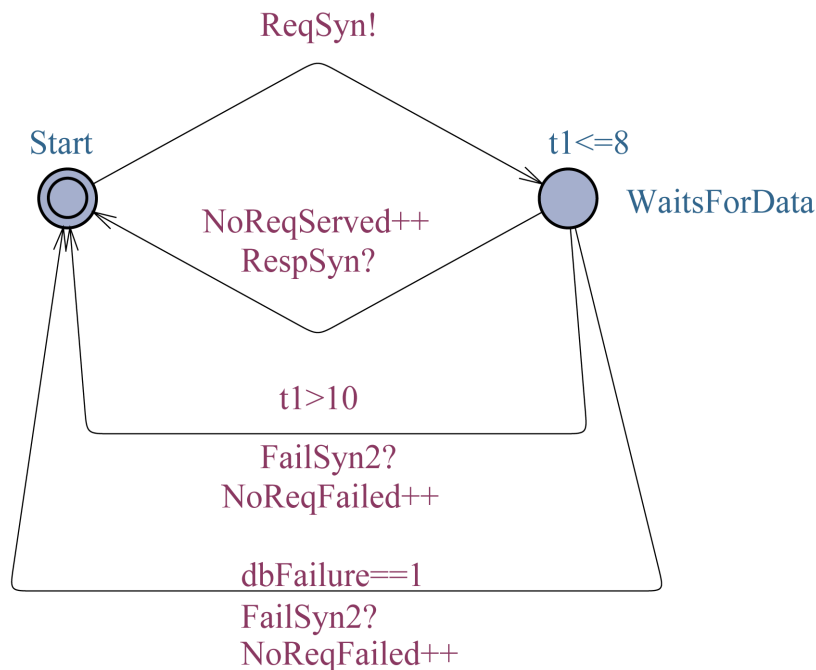 ReqSyn!
Start
t1<=8
WaitsForData
NoReqServed++
RespSyn?
t1>10
FailSyn2?
NoReqFailed++
dbFailure==1
FailSyn2?
NoReqFailed++